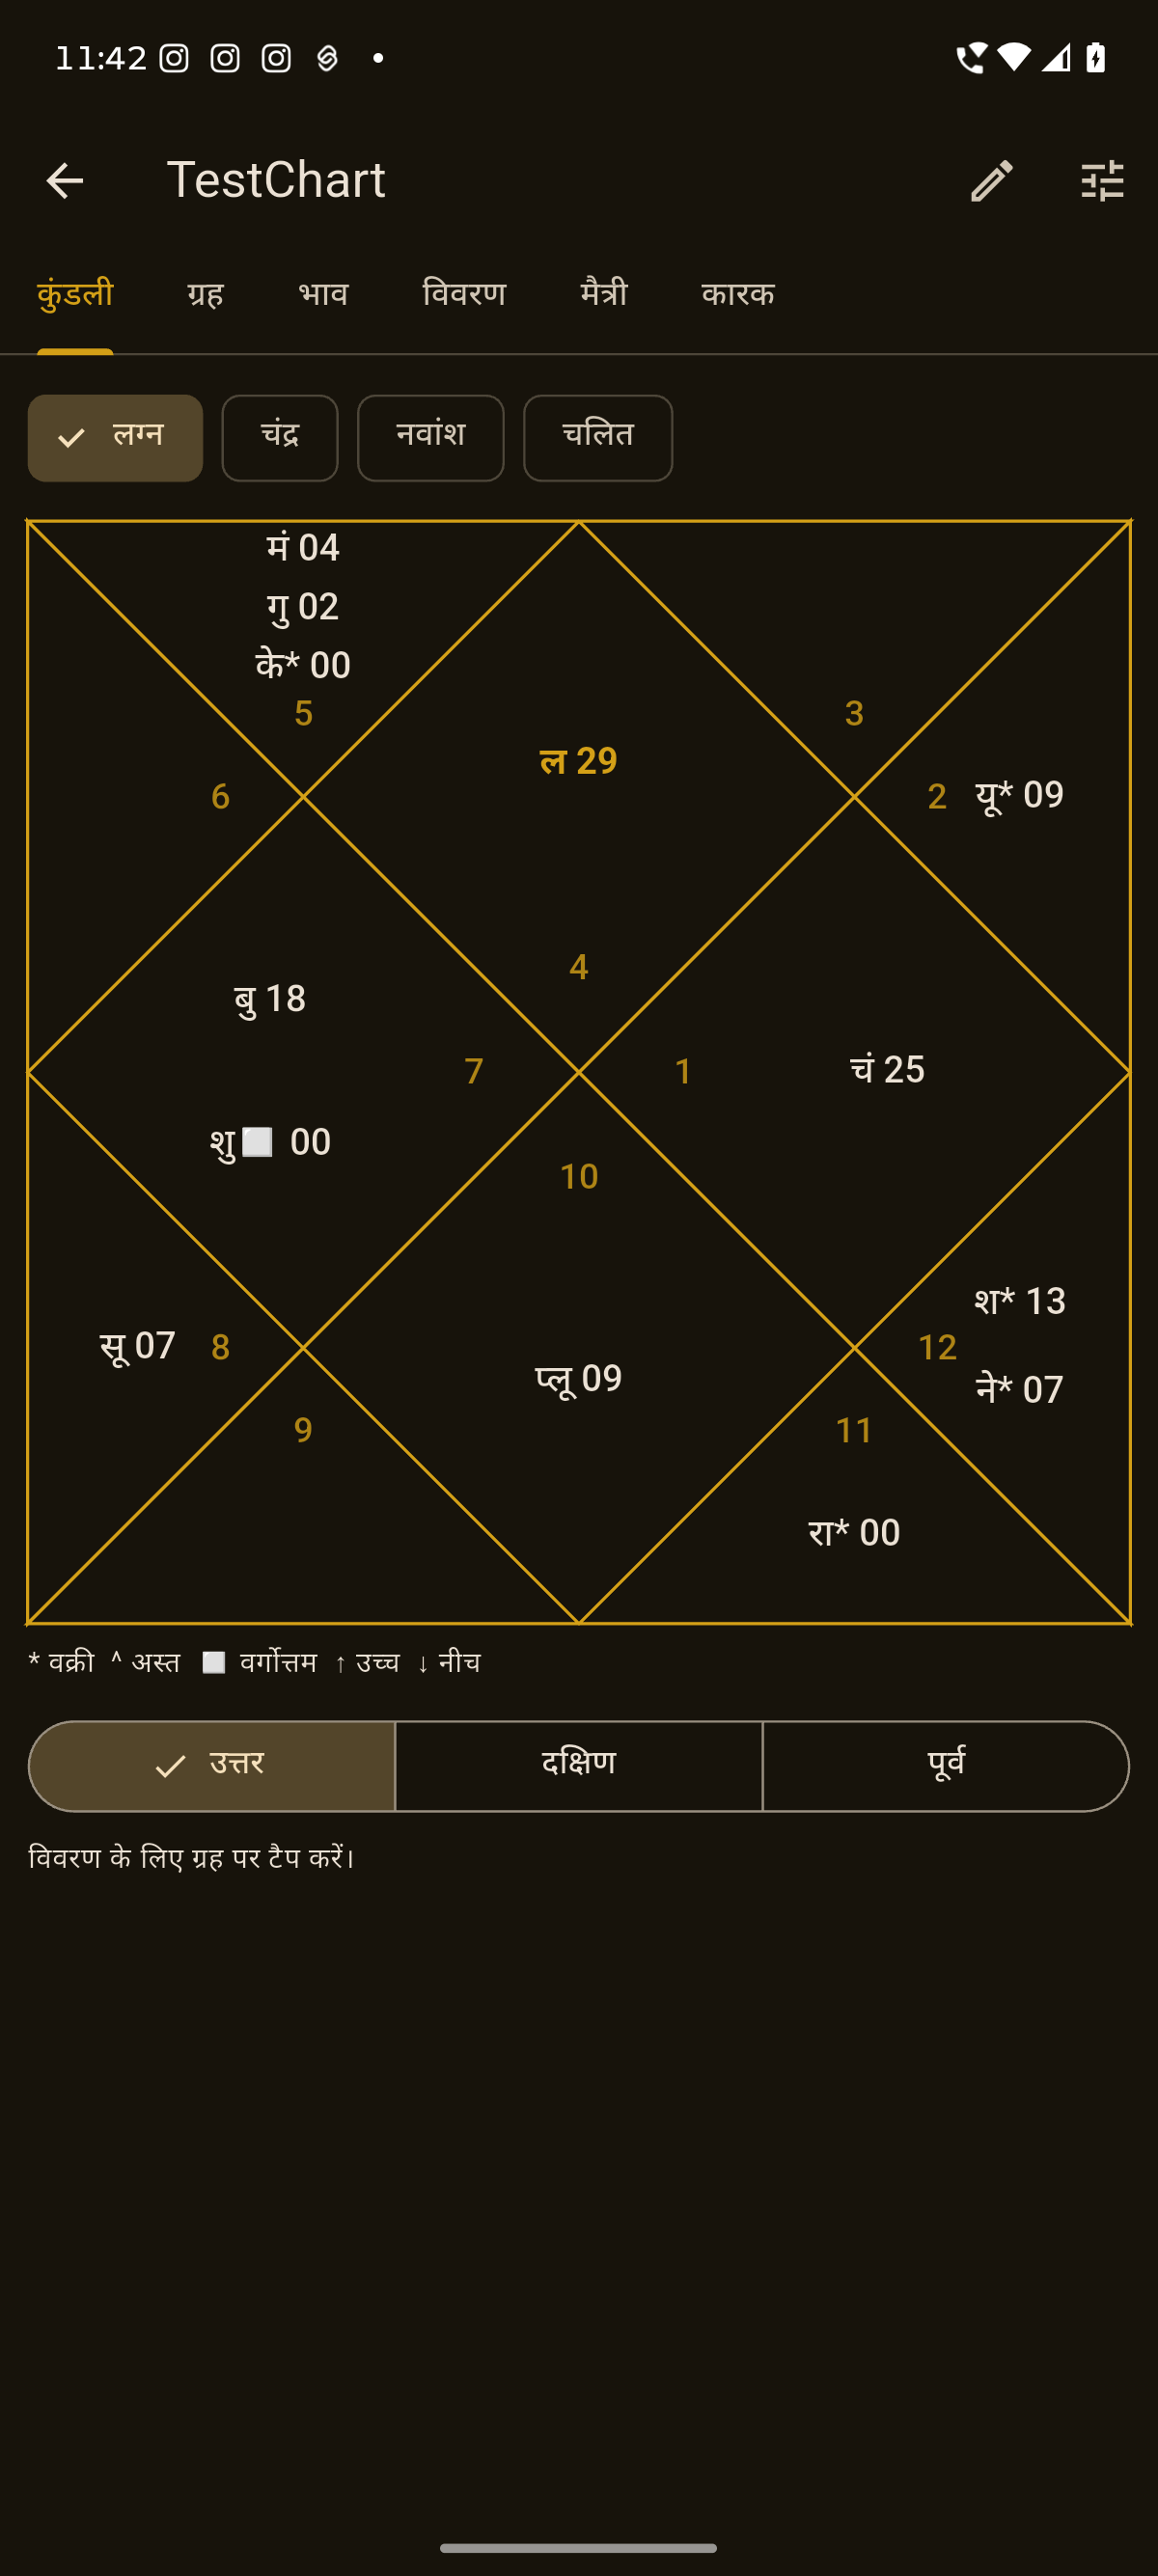 11:42
TestChart
कुंडली ग्रह भाव विवरण मैत्री कारक
लग्न चंद्र नवांश चलित
मं 04
गु 02
के* 00
5
3
ल 29
6
2 यू* 09
4
बु 18
7
1
चं 25
शु⬜ 00
10
श* 13
सू 07 8
12
प्लू 09
ने* 07
9
11
रा* 00
* वक्री ^ अस्त ⬜ वर्गोत्तम ↑ उच्च ↓ नीच
उत्तर दक्षिण पूर्व
विवरण के लिए ग्रह पर टैप करें।